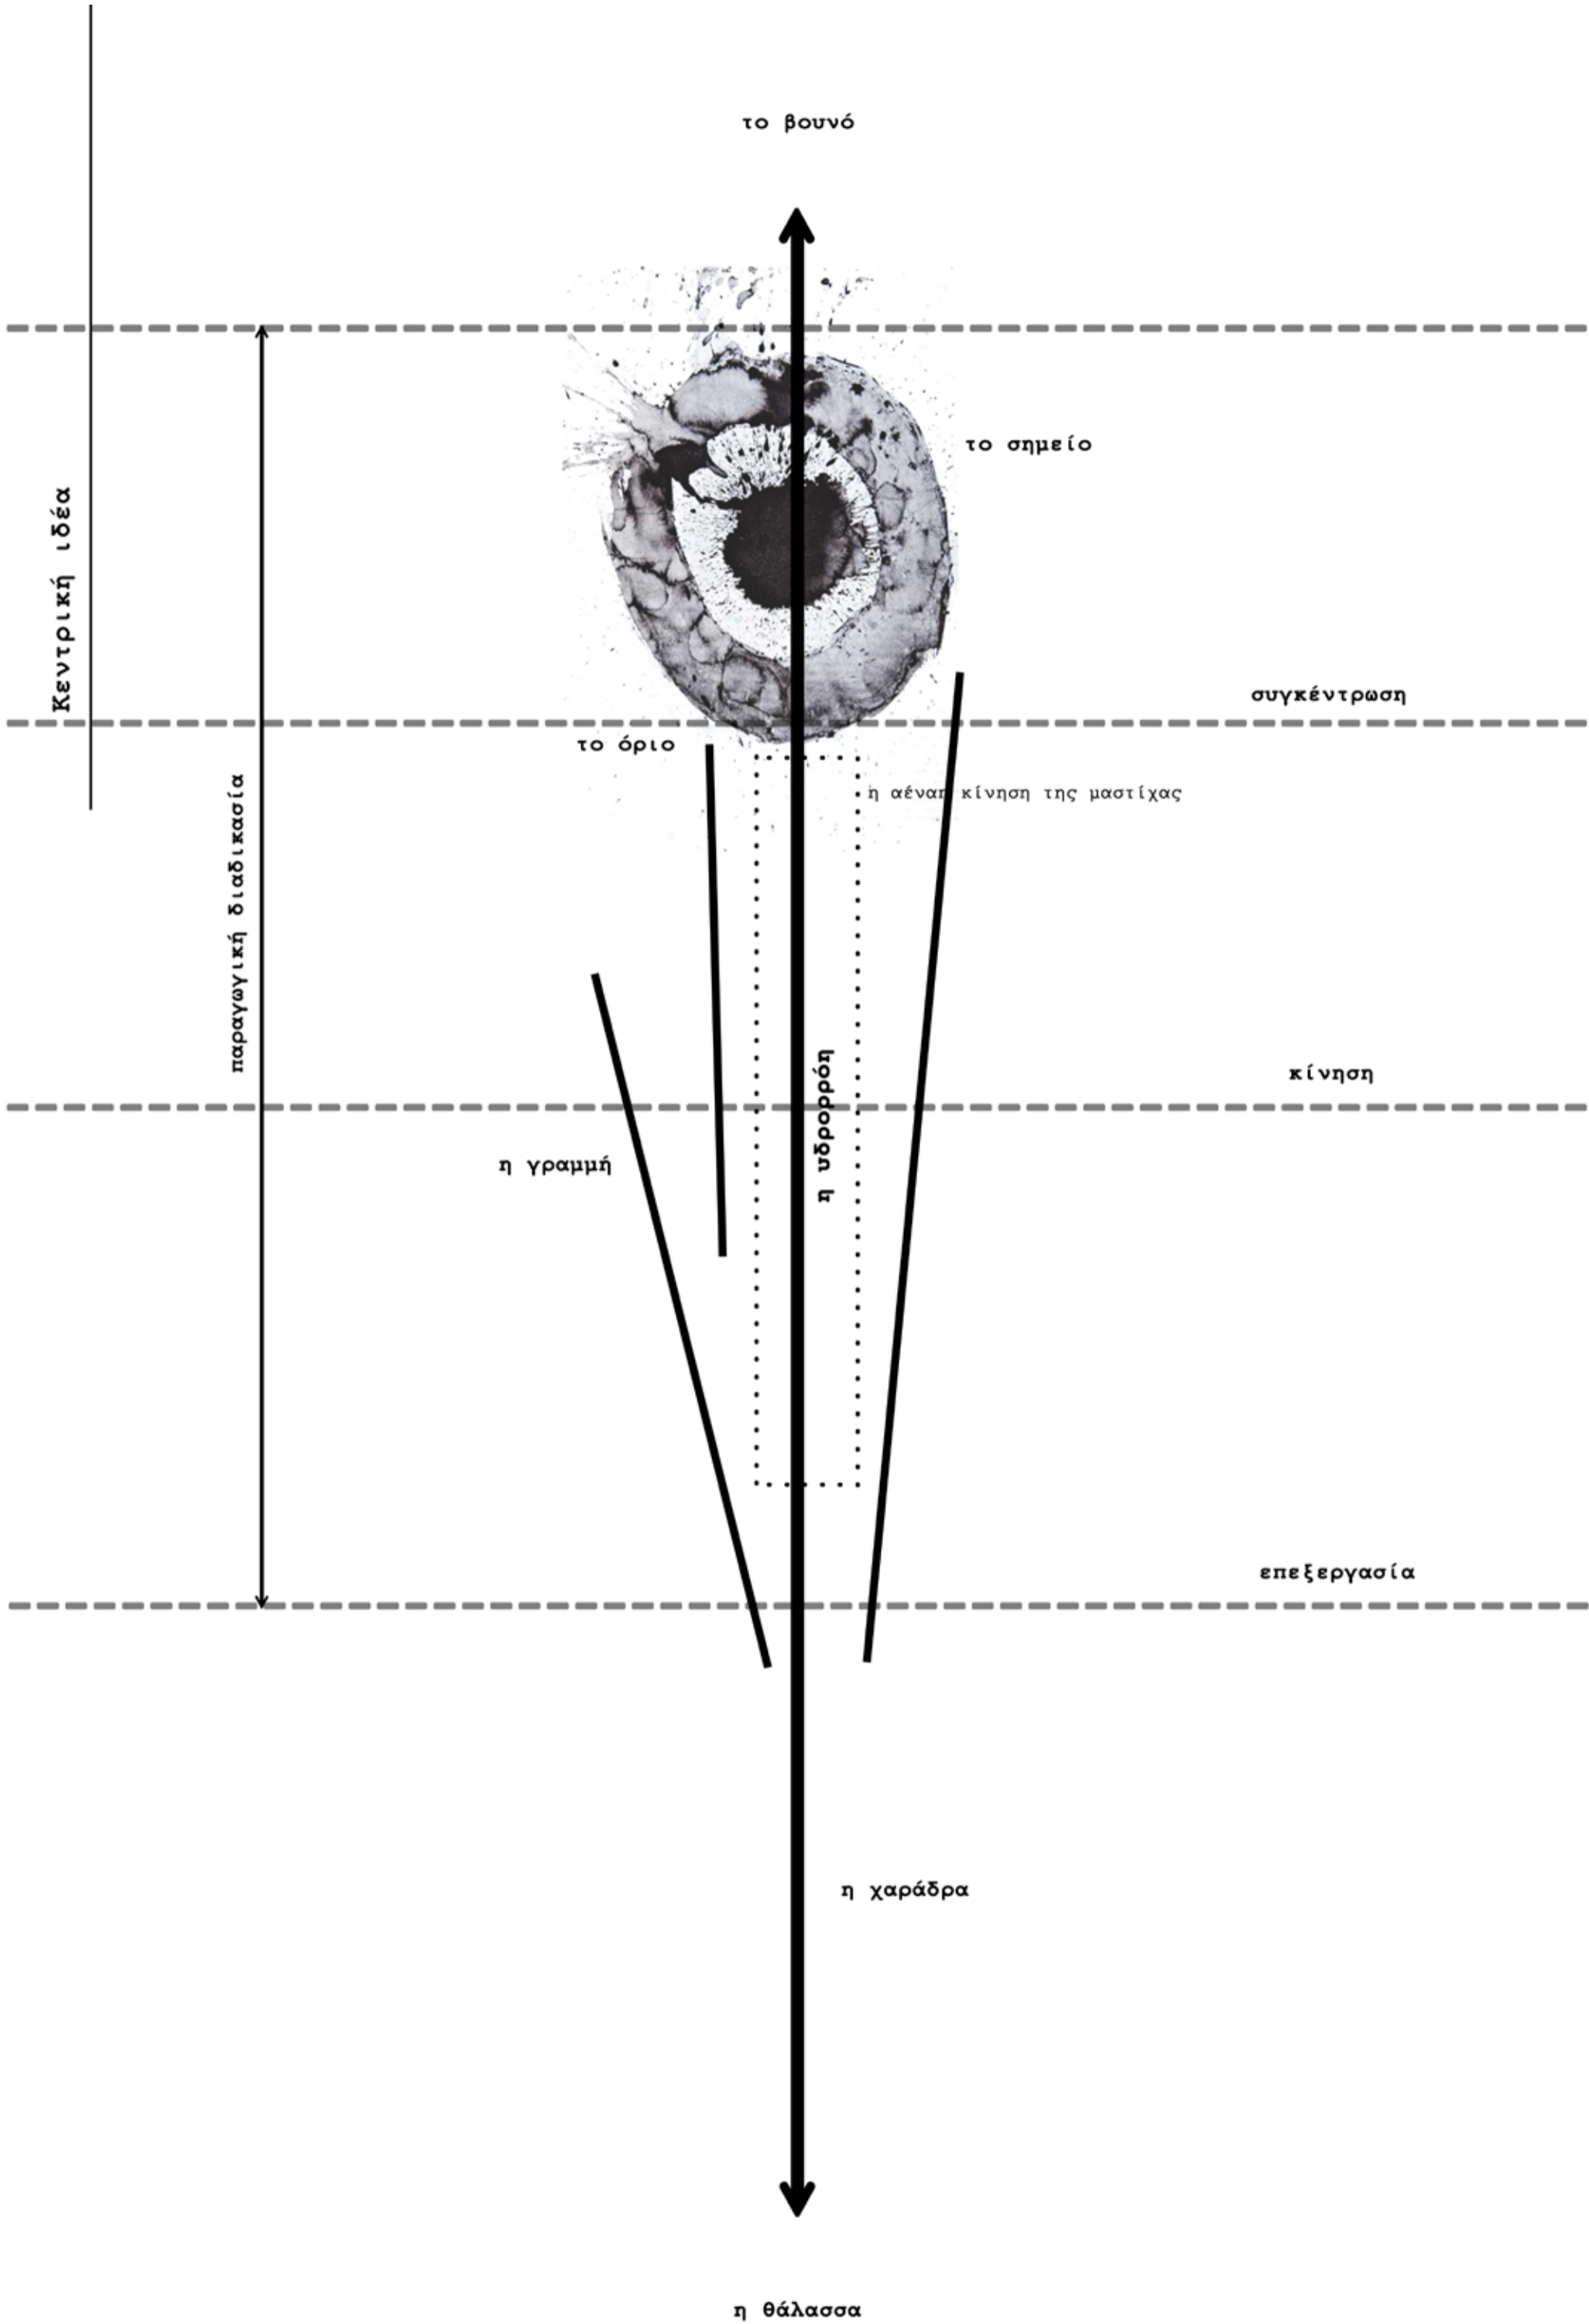 το βουνό
το σημείο
Κεντρική ιδέα
συγκέντρωση
το όριο
η αέναη κίνηση της μαστίχας
παραγωγική διαδικασία
κίνηση
η υδρορρόη
η γραμμή
επεξεργασία
η χαράδρα
η θάλασσα